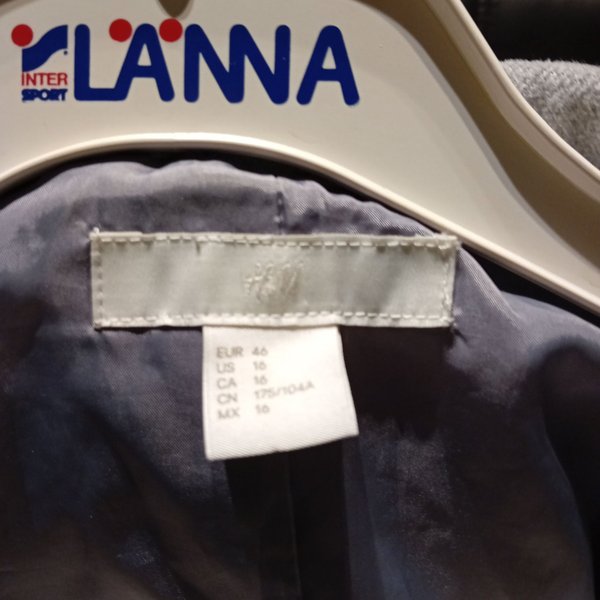 INTER
SPORT
LÄNNA
H&M
EUR 46
US 16
CA 16
CN 175/104A
MX 16